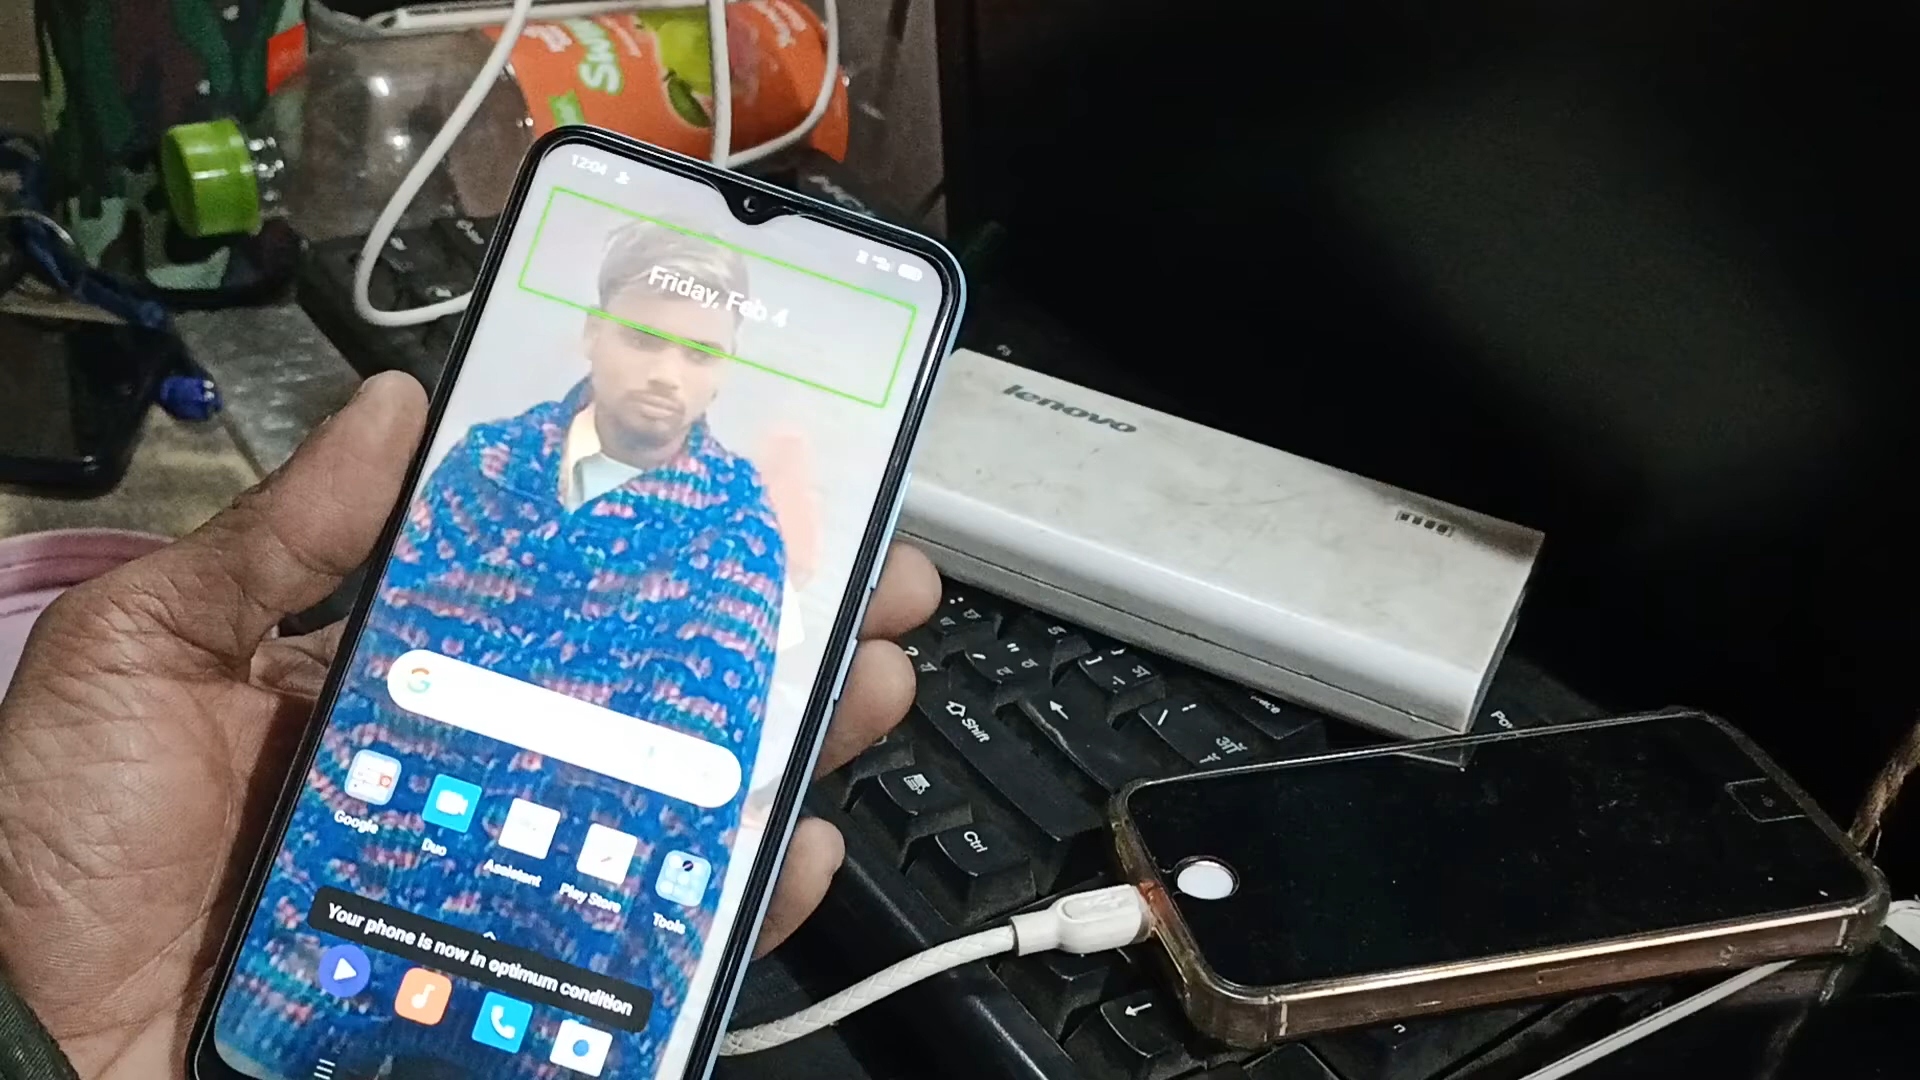 12:04
Friday, Feb 4
lenovo
Google
Duo
Assistent
Play Store
Tools
Your phone is now in optimum condition
Shift
Ctrl